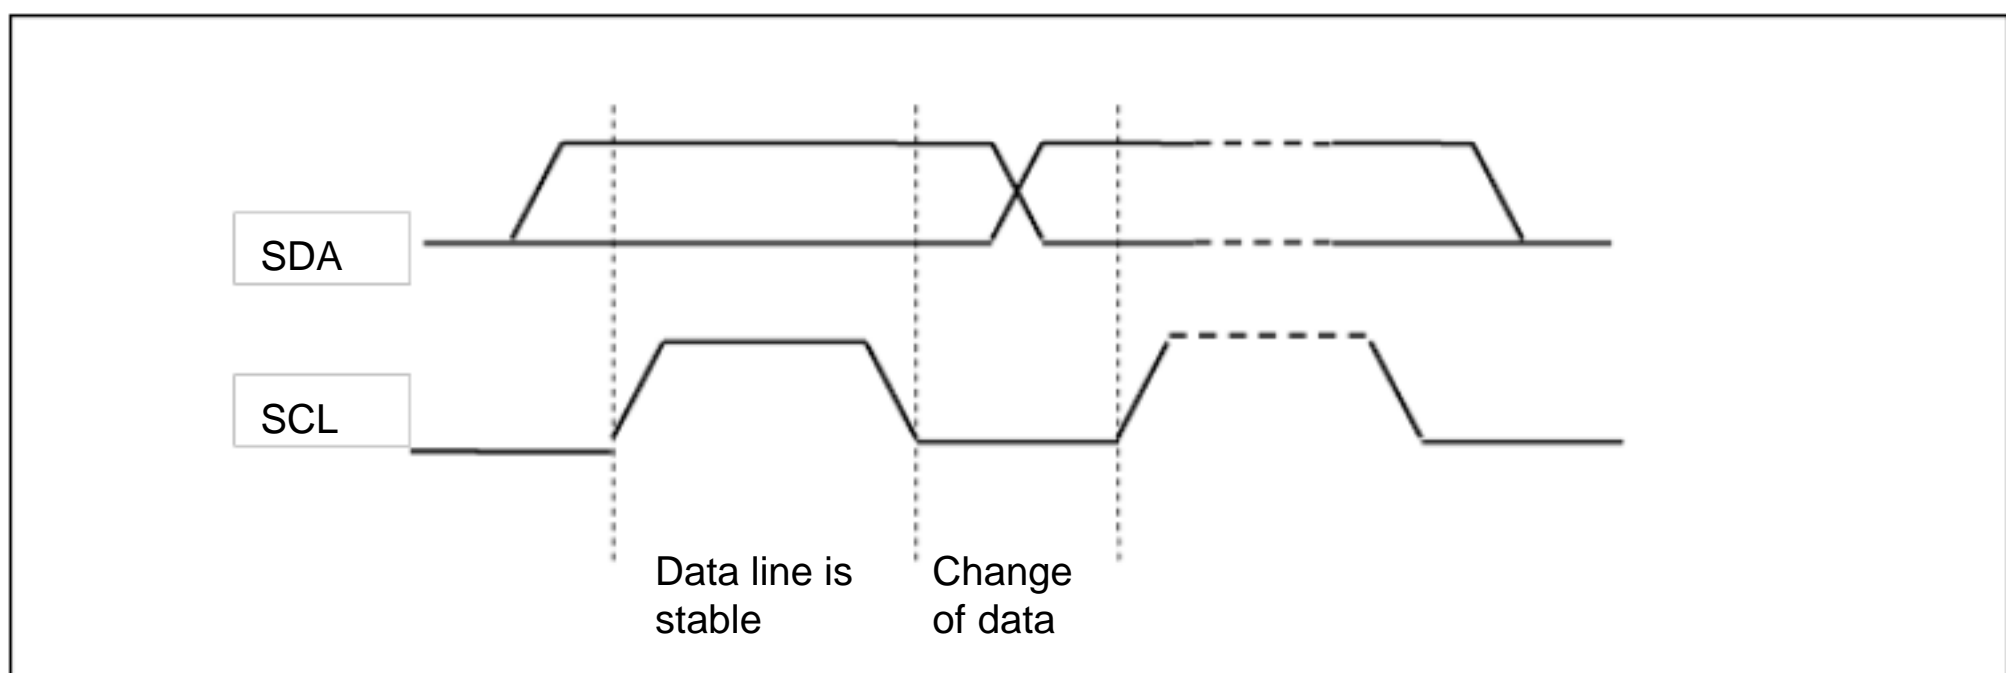 SDA
SCL
Data line is
stable
Change
of data